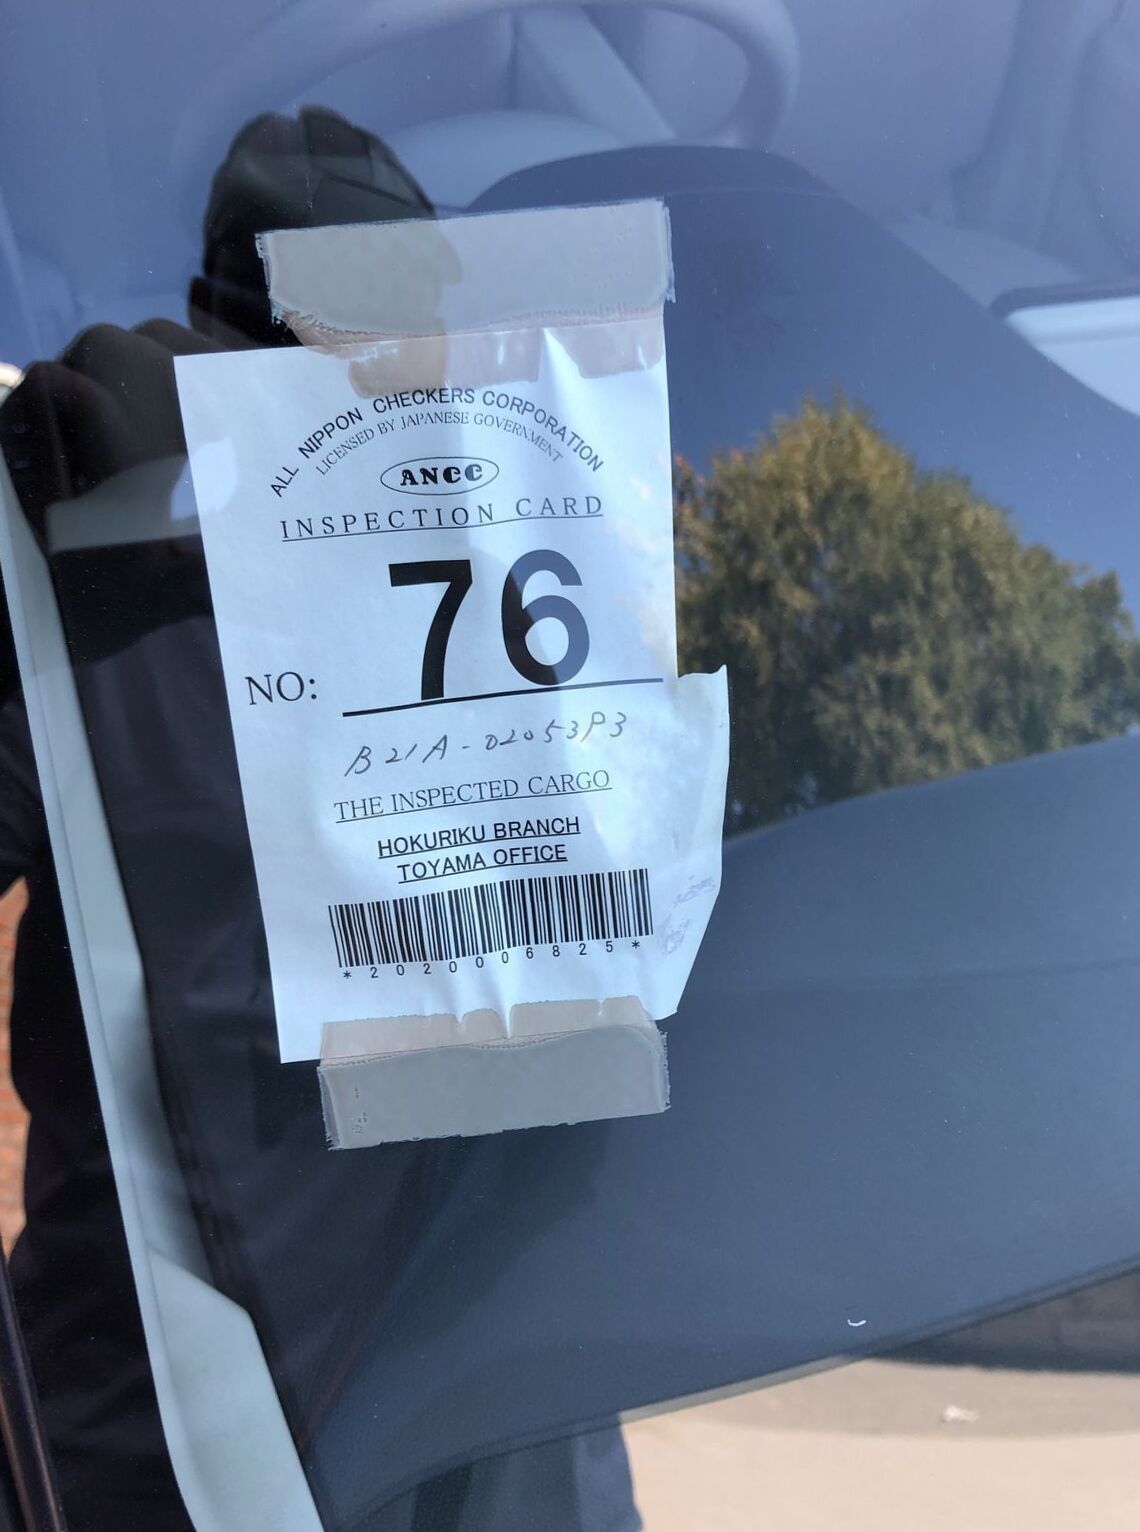 ALL NIPPON CHECKERS CORPORATION
LICENSED BY JAPANESE GOVERNMENT
ANCC
INSPECTION CARD
NO: 76
B21A-02053P3
THE INSPECTED CARGO
HOKURIKU BRANCH
TOYAMA OFFICE
*2020006825*